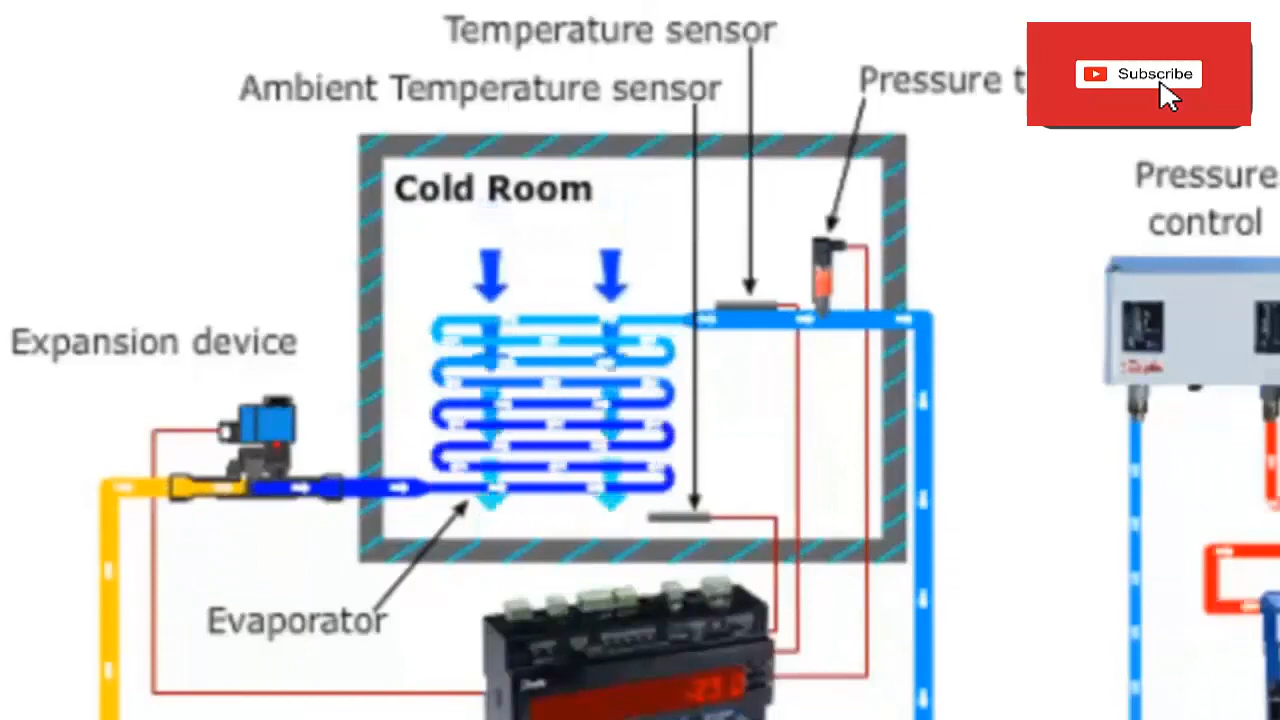 Temperature sensor
Ambient Temperature sensor
Pressure t
Subscribe
Pressure
control
Cold Room
Expansion device
Evaporator